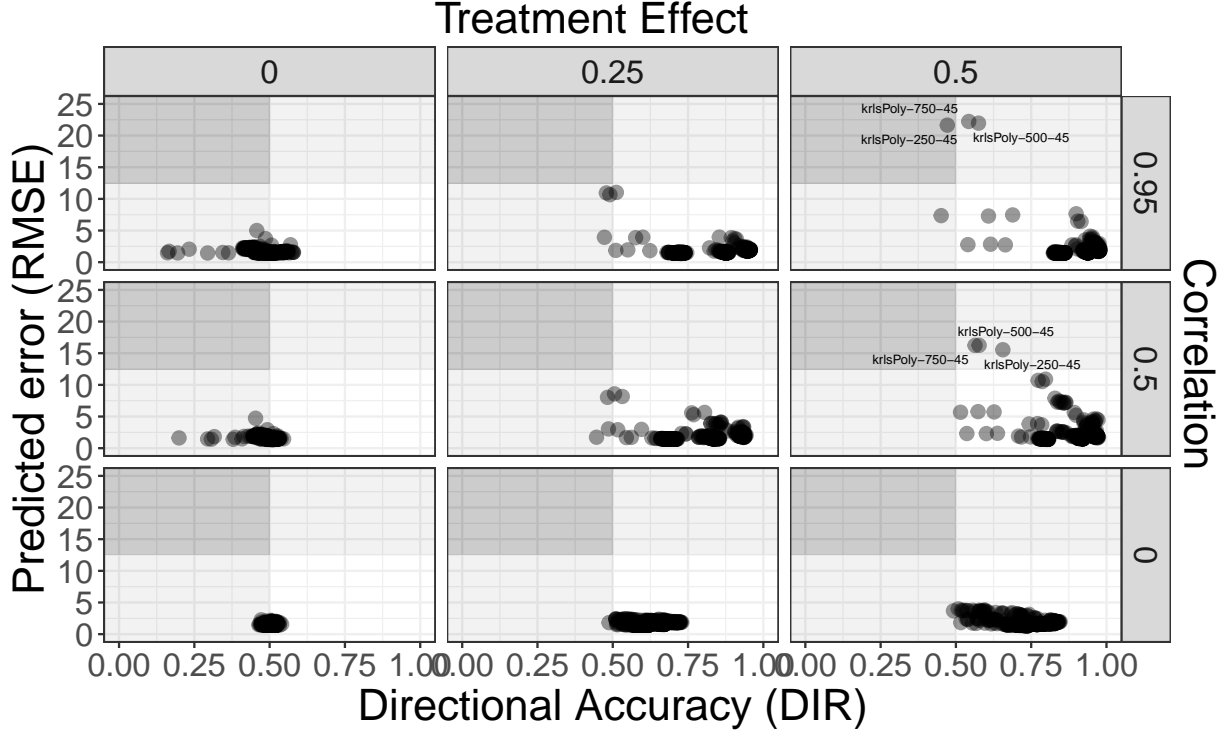 Treatment Effect
0 0.25 0.5
25 20 15 10 5 0
krlsPoly−750−45
krlsPoly−250−45 krlsPoly−500−45
0.95
Predicted error (RMSE)
25 20 15 10 5 0
krlsPoly−500−45
krlsPoly−750−45 krlsPoly−250−45
0.5
Correlation
25 20 15 10 5 0
0
0.00 0.25 0.50 0.75 1.00 0.00 0.25 0.50 0.75 1.00 0.00 0.25 0.50 0.75 1.00
Directional Accuracy (DIR)